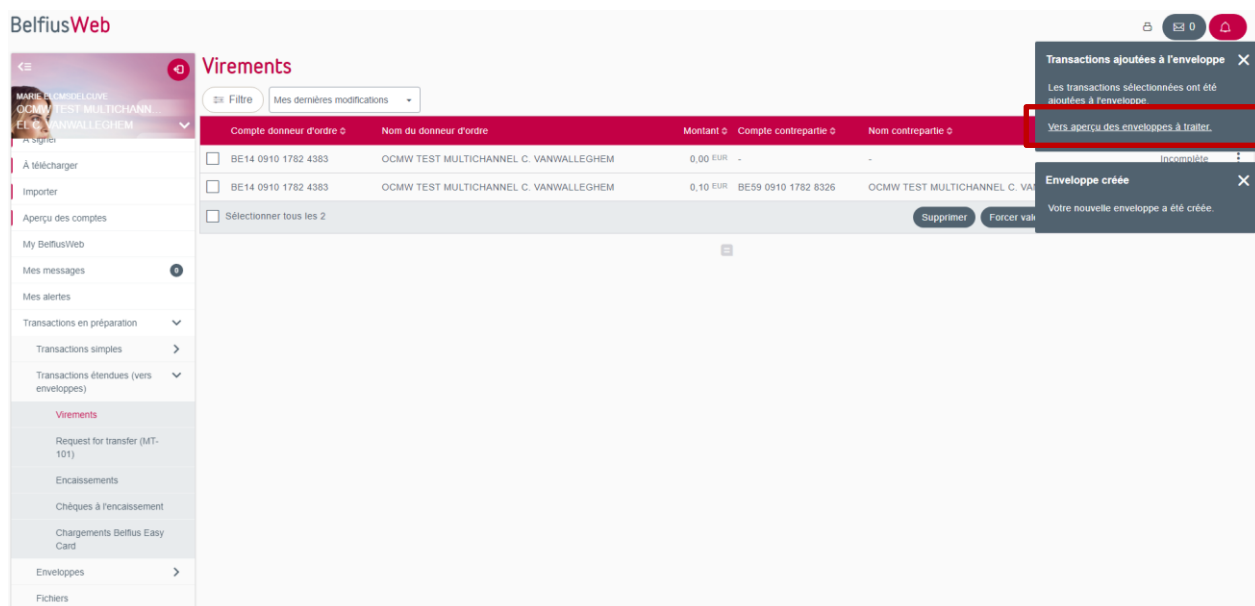 BelfiusWeb
0
MARIE
OCMW TEST MULTICHANN
EL C. VANWALLEGHEM
À signer
À télécharger
Importer
Aperçu des comptes
My BelfiusWeb
Mes messages
0
Mes alertes
Transactions en préparation
Transactions simples
Transactions étendues (vers
enveloppes)
Virements
Request for transfer (MT-
101)
Encaissements
Chèques à l'encaissement
Chargements Belfius Easy
Card
Enveloppes
Fichiers
Virements
Filtre
Mes dernières modifications
Compte donneur d'ordre
Nom du donneur d'ordre
Montant
Compte contrepartie
Nom contrepartie
BE14 0910 1782 4383
OCMW TEST MULTICHANNEL C. VANWALLEGHEM
0,00 EUR
-
-
Incomplète
BE14 0910 1782 4383
OCMW TEST MULTICHANNEL C. VANWALLEGHEM
0,10 EUR
BE59 0910 1782 8326
OCMW TEST MULTICHANNEL C.
Sélectionner tous les 2
Supprimer
Forcer
Transactions ajoutées à l'enveloppe
Les transactions sélectionnées ont été
ajoutées à l'enveloppe.
Vers aperçu des enveloppes à traiter.
Enveloppe créée
Votre nouvelle enveloppe a été créée.